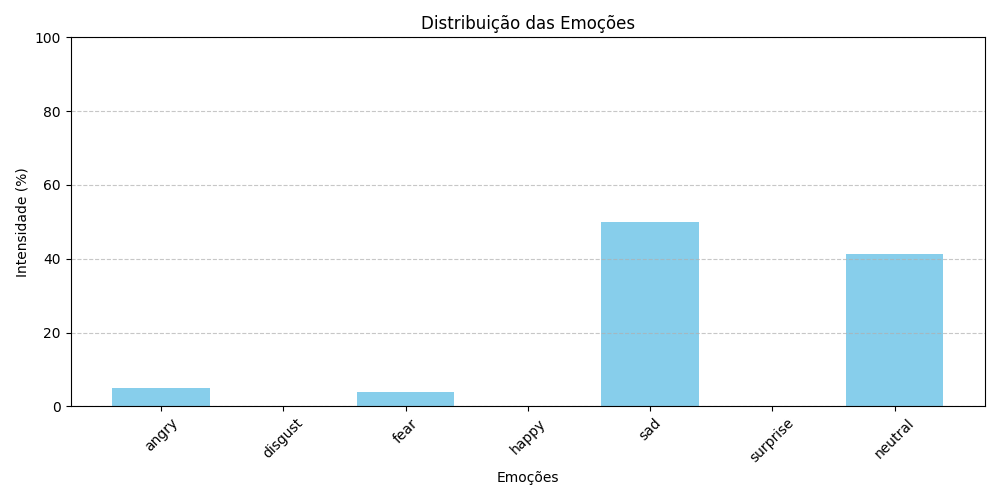 Distribuição das Emoções
Intensidade (%)
100
80
60
40
20
0
angry
disgust
fear
happy
sad
surprise
neutral
Emoções